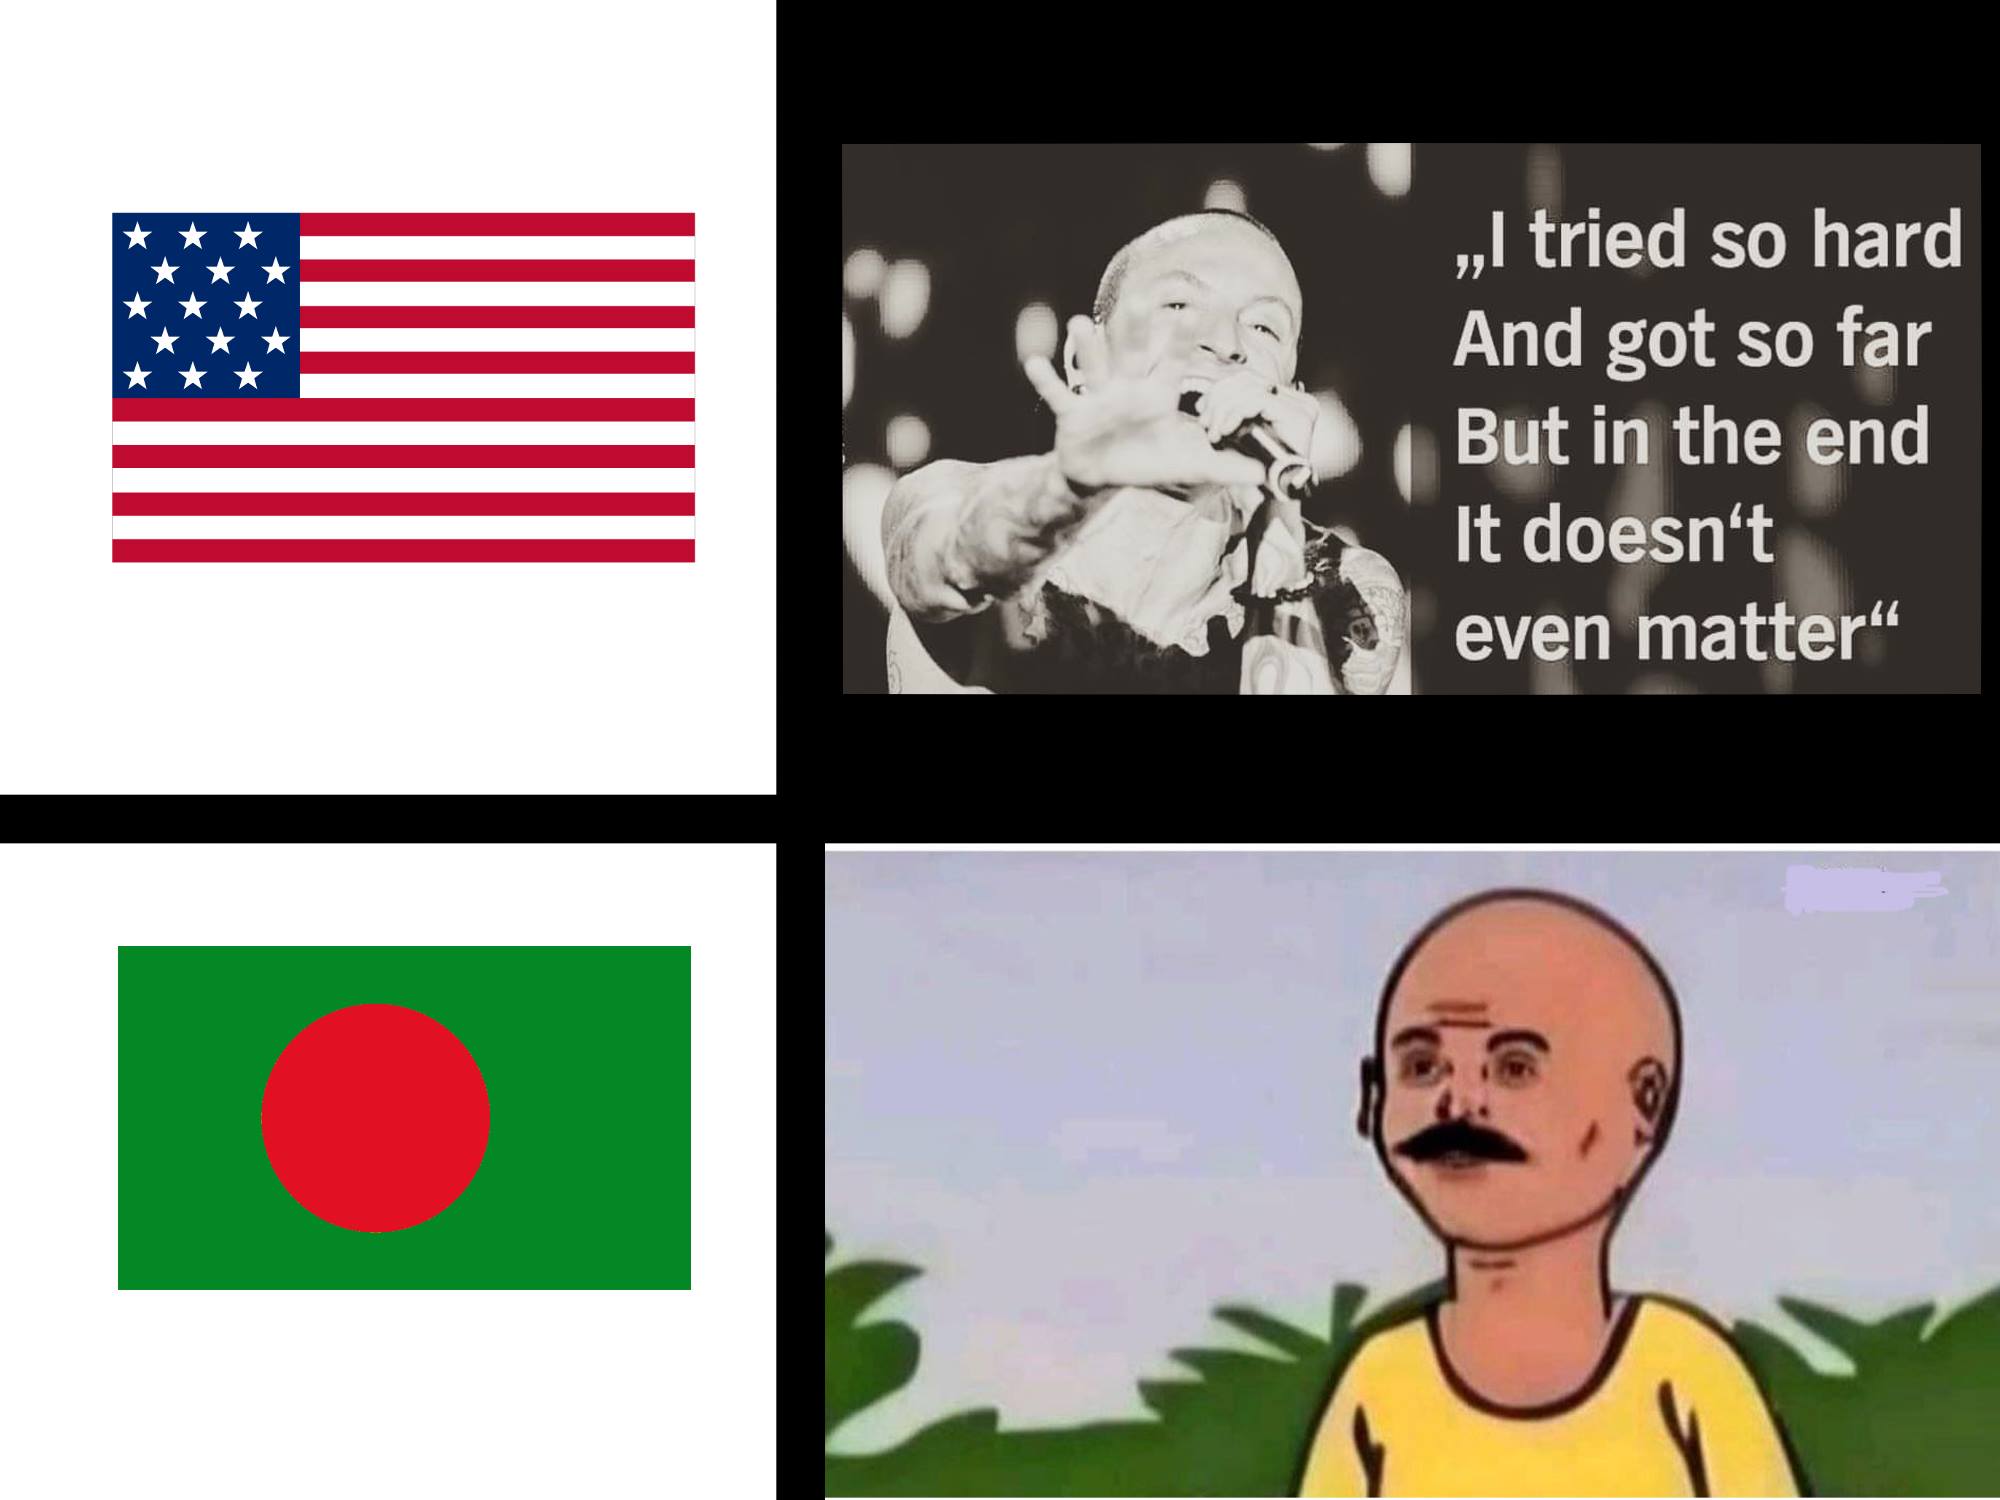 „I tried so hard
And got so far
But in the end
It doesn‘t
even matter“